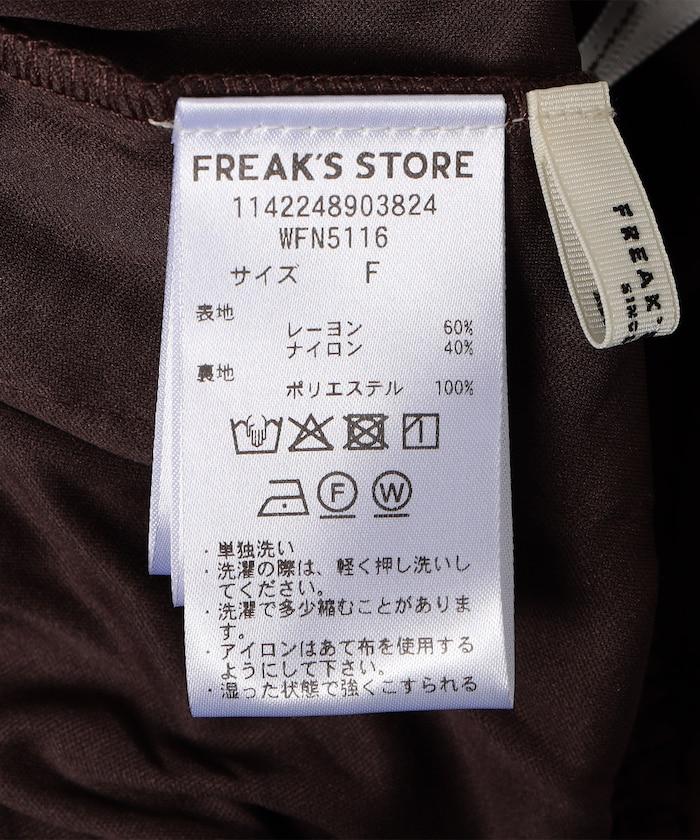 FREAK'S STORE
1142248903824
WFN5116
サイズ F
表地
レーヨン 60%
ナイロン 40%
裏地
ポリエステル 100%
1
F W
・単独洗い
・洗濯の際は、軽く押し洗いし
てください。
・洗濯で多少縮むことがありま
す。
・アイロンはあて布を使用する
ようにして下さい。
・湿った状態で強くこすられる
FREAK'
SINC